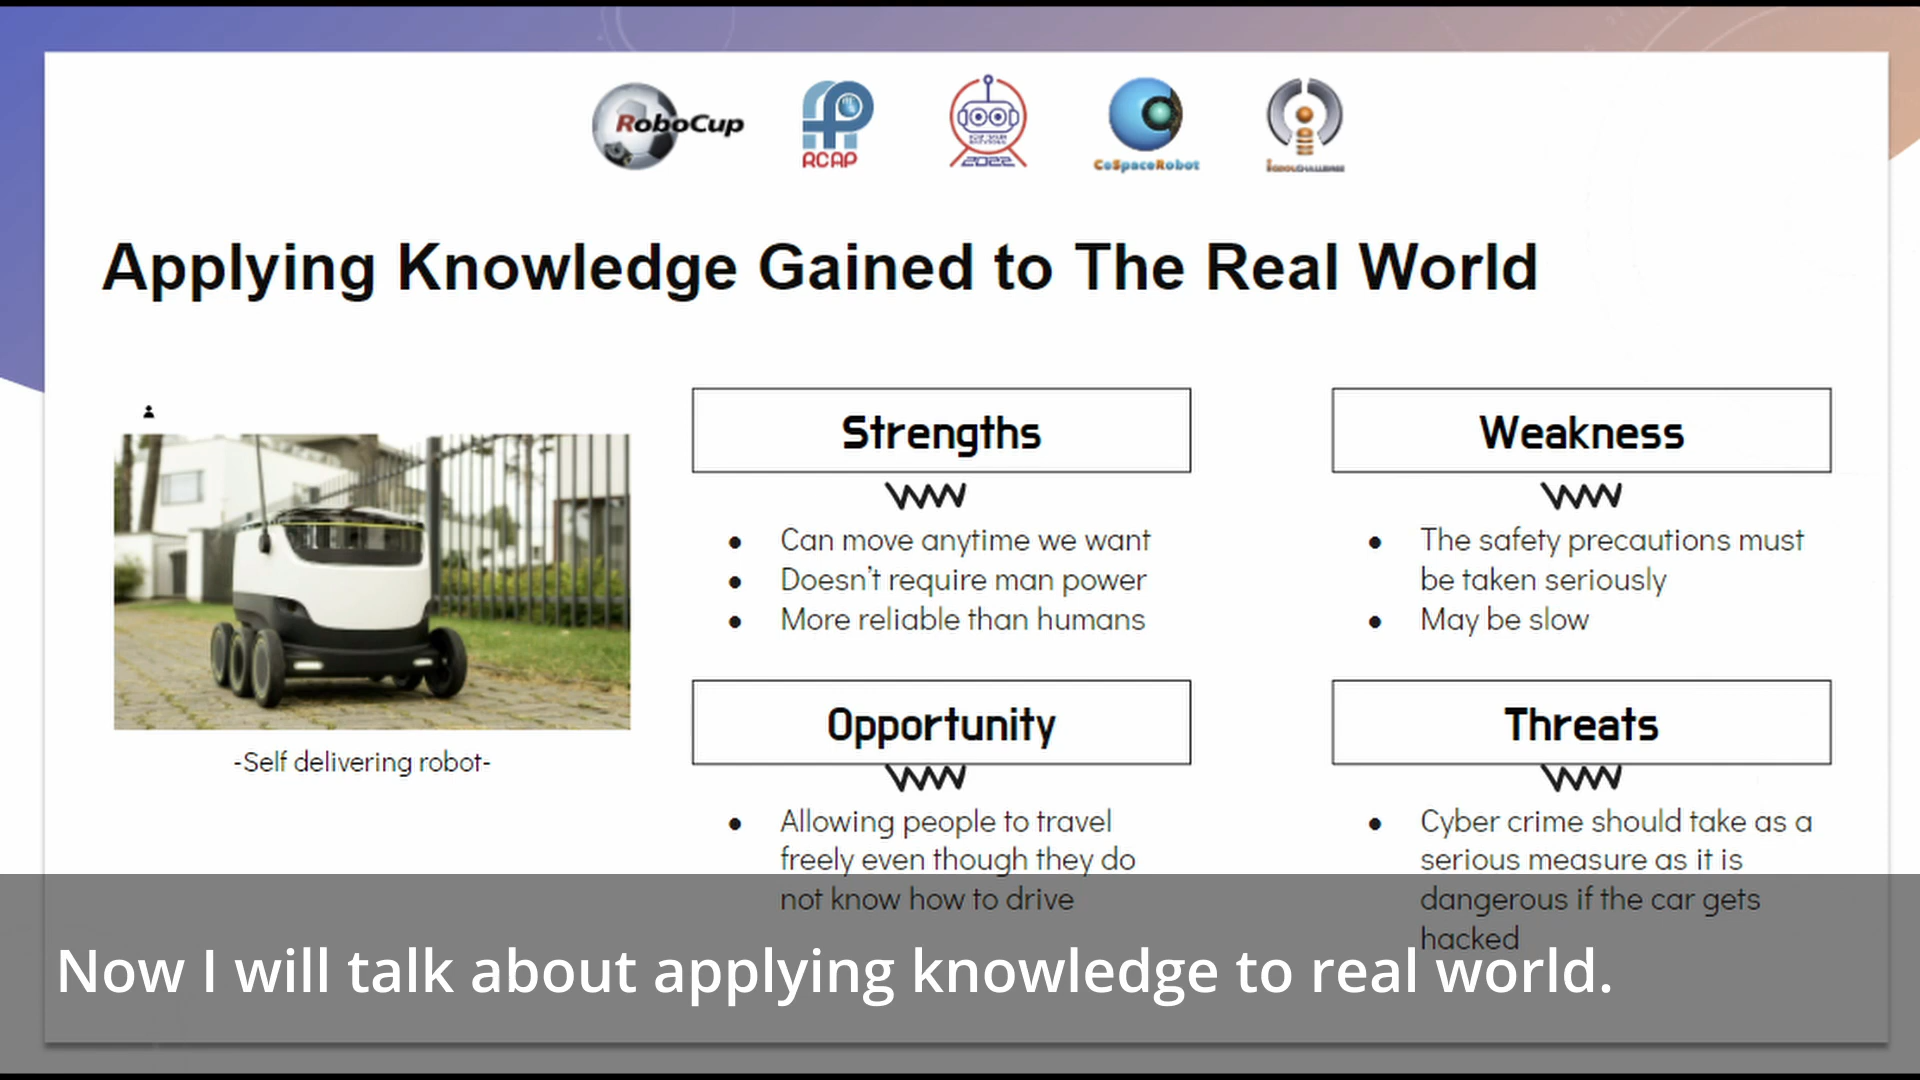 RoboCup
RCAP
2022
CoSpaceRobot
Applying Knowledge Gained to The Real World
Strengths
Can move anytime we want
Doesn't require man power
More reliable than humans
Weakness
The safety precautions must
be taken seriously
May be slow
-Self delivering robot-
Opportunity
Allowing people to travel
freely even though they do
not know how to drive
Threats
Cyber crime should take as a
serious measure as it is
dangerous if the car gets
hacked
Now I will talk about applying knowledge to real world.